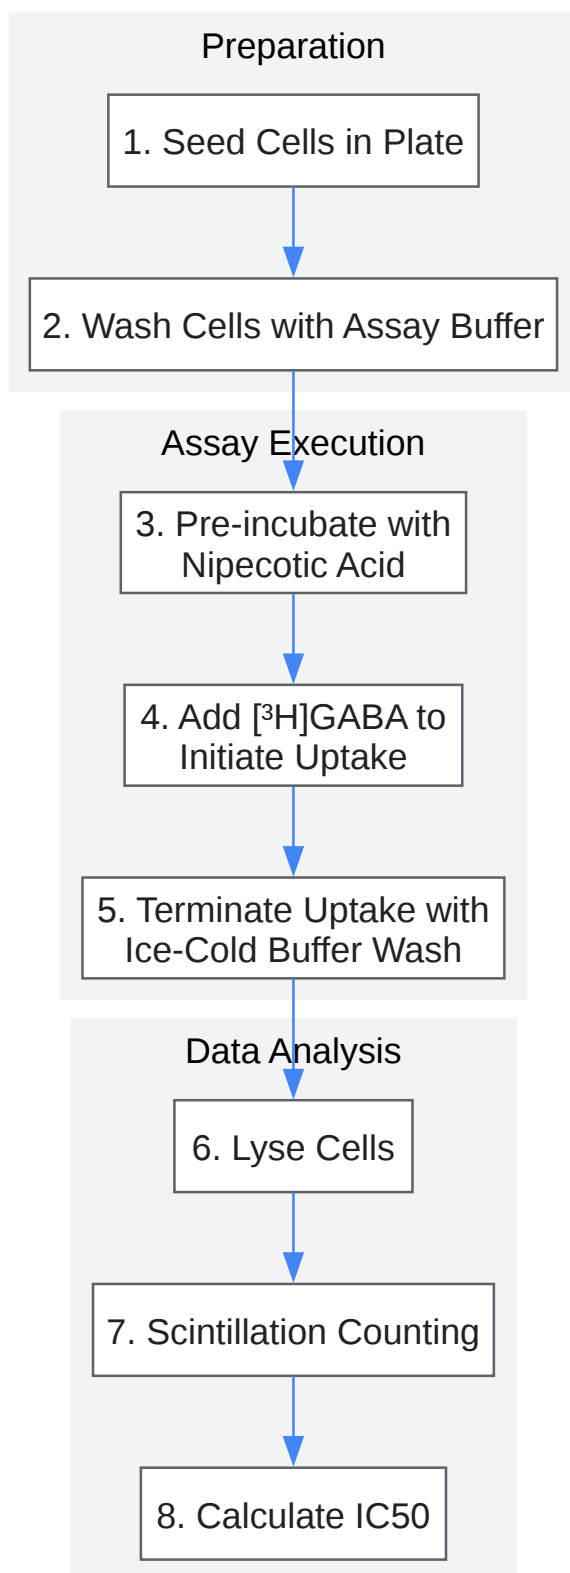 Preparation
1. Seed Cells in Plate
2. Wash Cells with Assay Buffer
Assay Execution
3. Pre-incubate with
Nipecotic Acid
4. Add [³H]GABA to
Initiate Uptake
5. Terminate Uptake with
Ice-Cold Buffer Wash
Data Analysis
6. Lyse Cells
7. Scintillation Counting
8. Calculate IC50